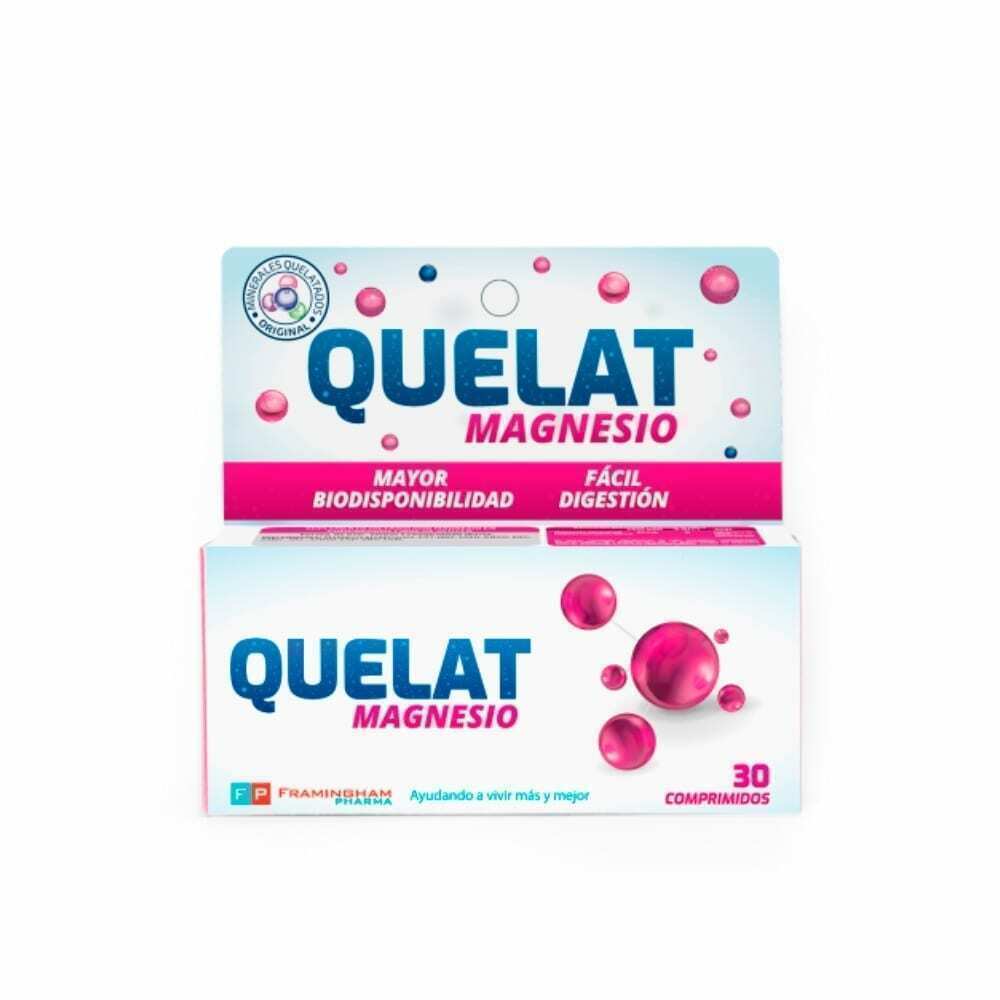 MINERALES QUELATADOS
• ORIGINAL •
QUELAT
MAGNESIO
MAYOR
BIODISPONIBILIDAD
FÁCIL
DIGESTIÓN
QUELAT
MAGNESIO
FP FRAMINGHAM
PHARMA
Ayudando a vivir más y mejor
30
COMPRIMIDOS